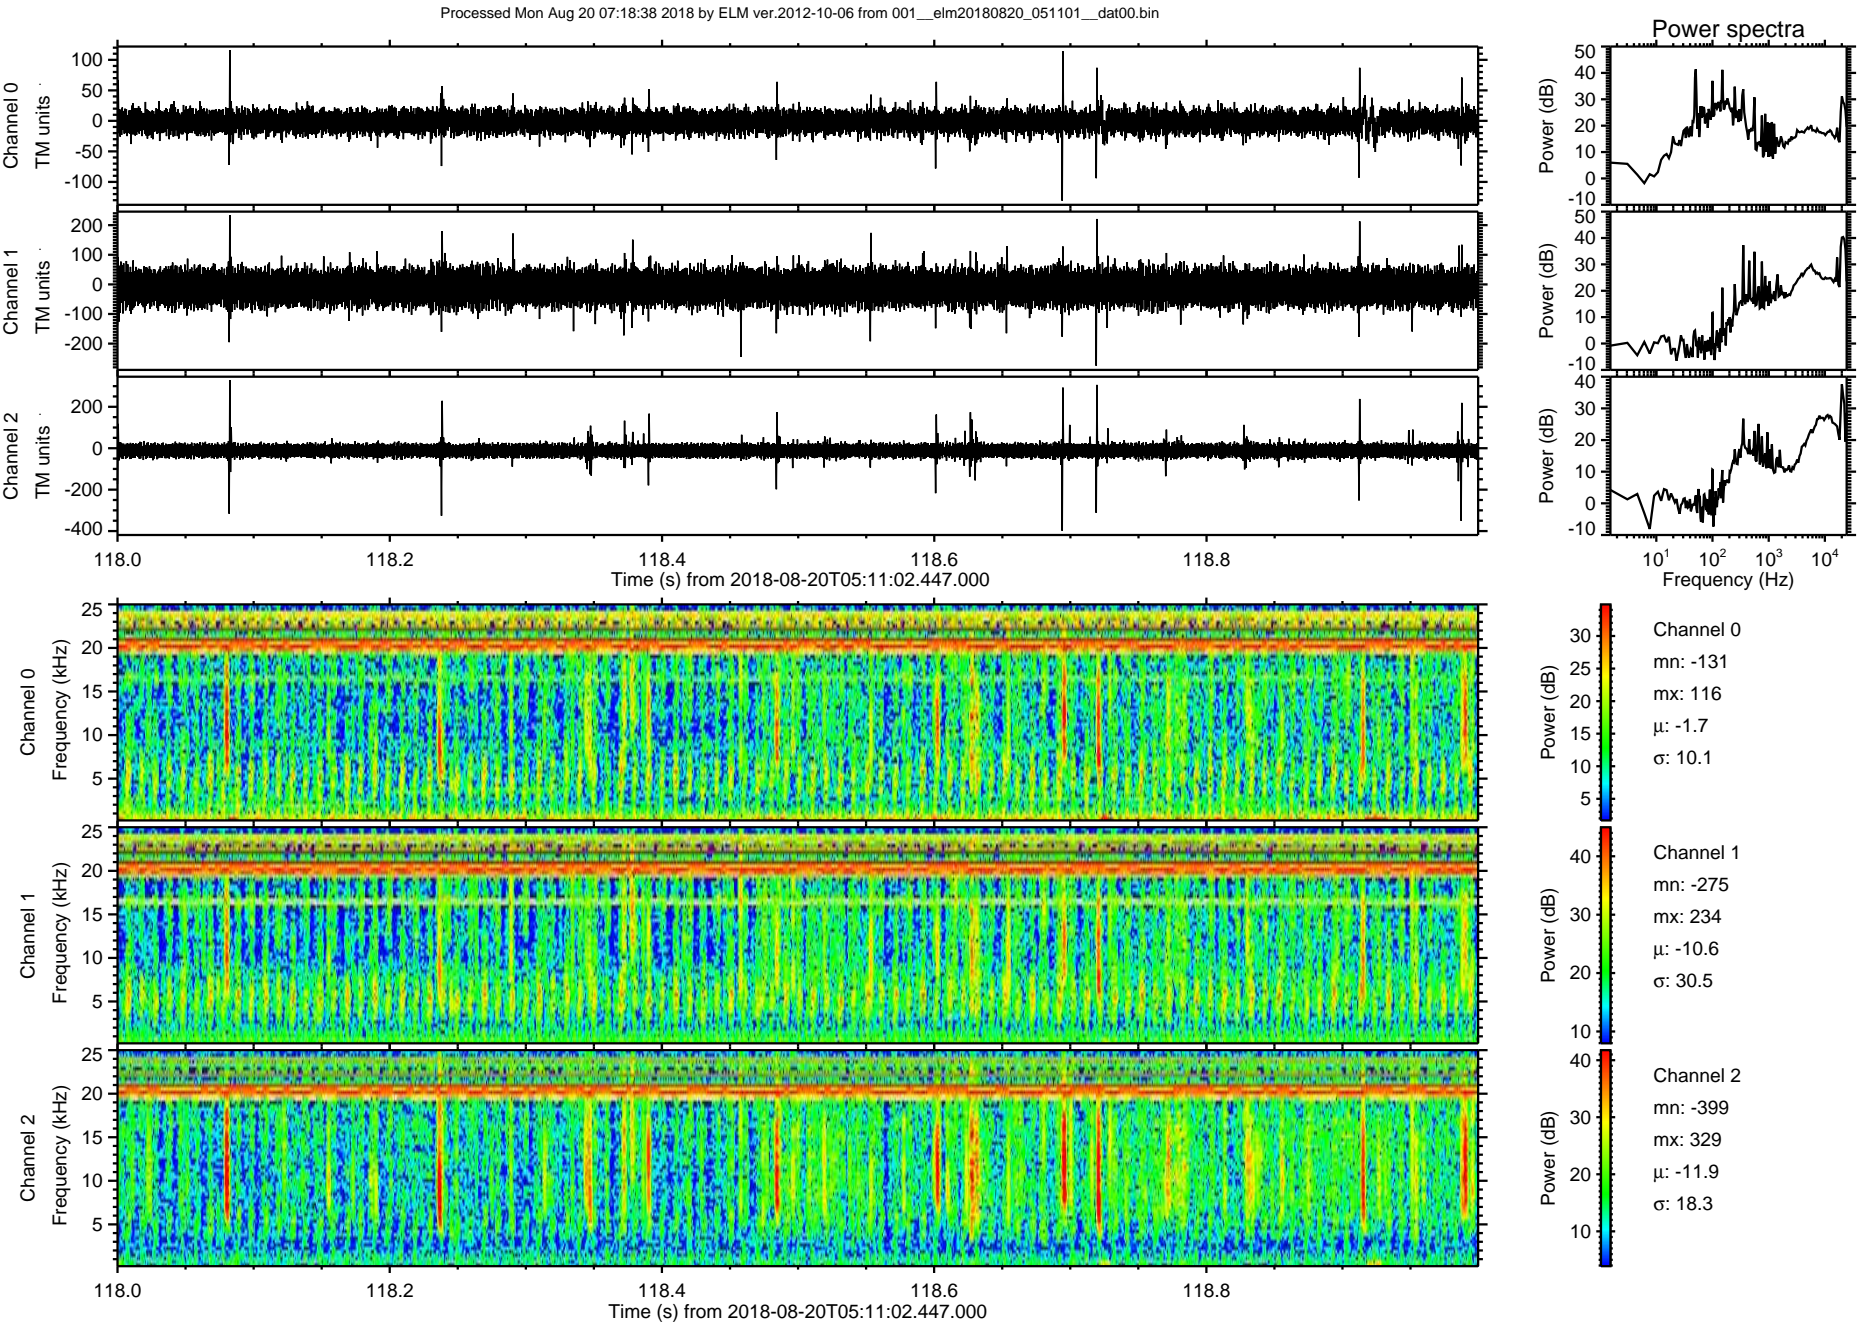 Processed Mon Aug 20 07:18:38 2018 by ELM ver.2012-10-06 from 001__elm20180820_051101__dat00.bin
Power spectra
Channel 0
TM units
100
50
0
-50
-100
Power (dB)
50
40
30
20
10
0
-10
Channel 1
TM units
200
100
0
-100
-200
Power (dB)
50
40
30
20
10
0
-10
Channel 2
TM units
200
0
-200
-400
Power (dB)
40
30
20
10
0
-10
118.0 118.2 118.4 118.6 118.8
Time (s) from 2018-08-20T05:11:02.447.000
10^1 10^2 10^3 10^4
Frequency (Hz)
Channel 0
Frequency (kHz)
25
20
15
10
5
Power (dB)
30
25
20
15
10
5
Channel 0
mn: -131
mx: 116
μ: -1.7
σ: 10.1
Channel 1
Frequency (kHz)
25
20
15
10
5
Power (dB)
40
30
20
10
Channel 1
mn: -275
mx: 234
μ: -10.6
σ: 30.5
Channel 2
Frequency (kHz)
25
20
15
10
5
Power (dB)
40
30
20
10
Channel 2
mn: -399
mx: 329
μ: -11.9
σ: 18.3
118.0 118.2 118.4 118.6 118.8
Time (s) from 2018-08-20T05:11:02.447.000